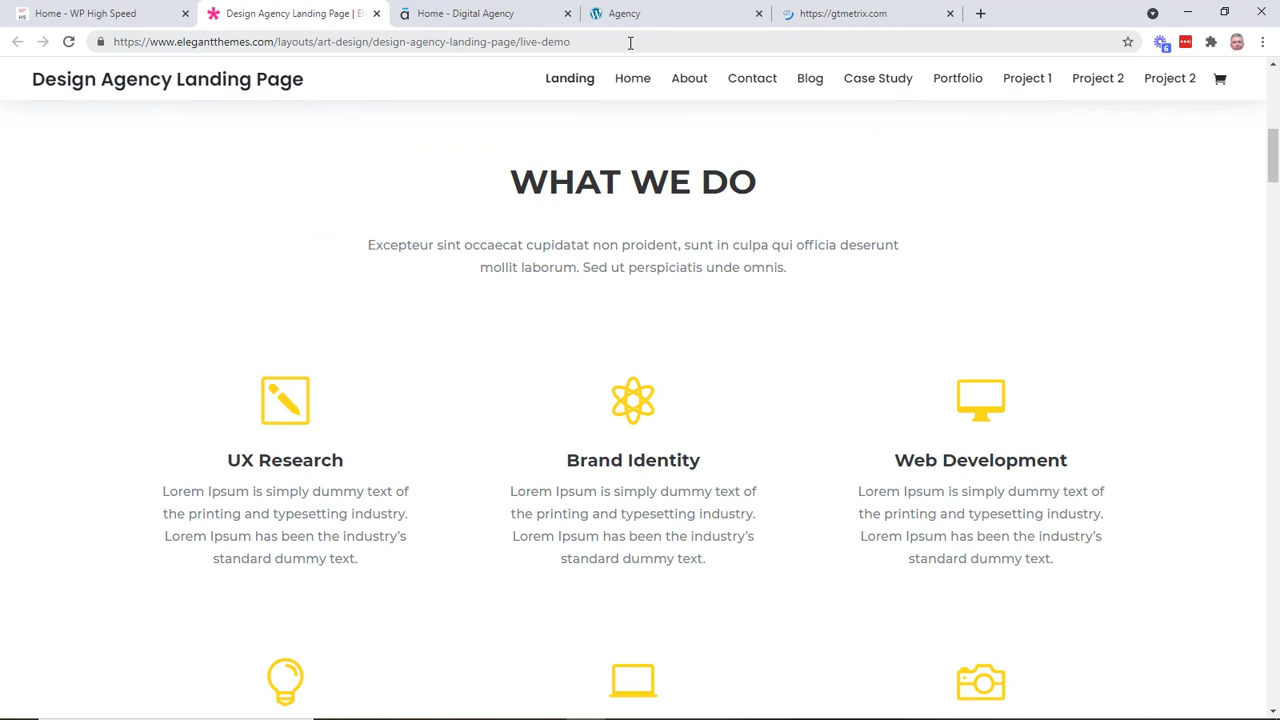 Home - WP High Speed
Design Agency Landing Page | El
Home - Digital Agency
Agency
https://gtmetrix.com/
https://www.elegantthemes.com/layouts/art-design/design-agency-landing-page/live-demo
6
Design Agency Landing Page
Landing Home About Contact Blog Case Study Portfolio Project 1 Project 2 Project 2
WHAT WE DO
Excepteur sint occaecat cupidatat non proident, sunt in culpa qui officia deserunt
mollit laborum. Sed ut perspiciatis unde omnis.
UX Research
Lorem Ipsum is simply dummy text of
the printing and typesetting industry.
Lorem Ipsum has been the industry’s
standard dummy text.
Brand Identity
Lorem Ipsum is simply dummy text of
the printing and typesetting industry.
Lorem Ipsum has been the industry’s
standard dummy text.
Web Development
Lorem Ipsum is simply dummy text of
the printing and typesetting industry.
Lorem Ipsum has been the industry’s
standard dummy text.